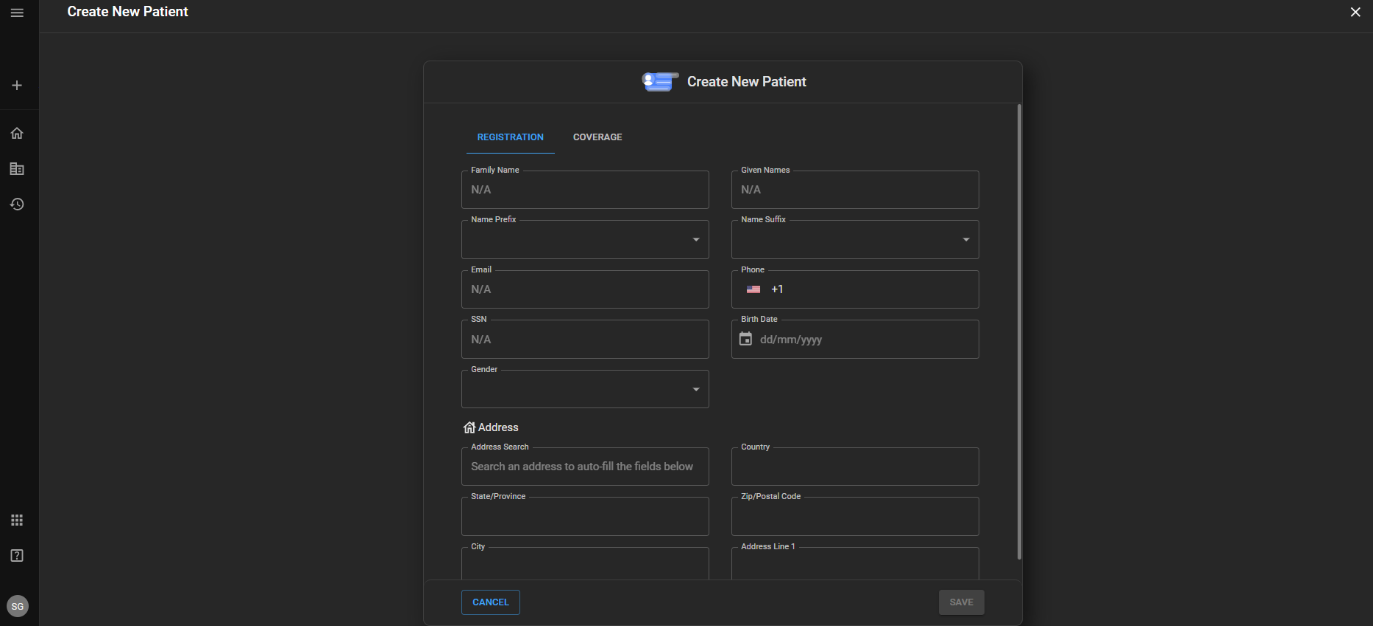 Create New Patient
Create New Patient
REGISTRATION COVERAGE
Family Name Given Names
N/A N/A
Name Prefix Name Suffix
Email Phone
N/A +1
SSN Birth Date
N/A dd/mm/yyyy
Gender
Address
Address Search Country
Search an address to auto-fill the fields below
State/Province Zip/Postal Code
City Address Line 1
CANCEL SAVE
SG